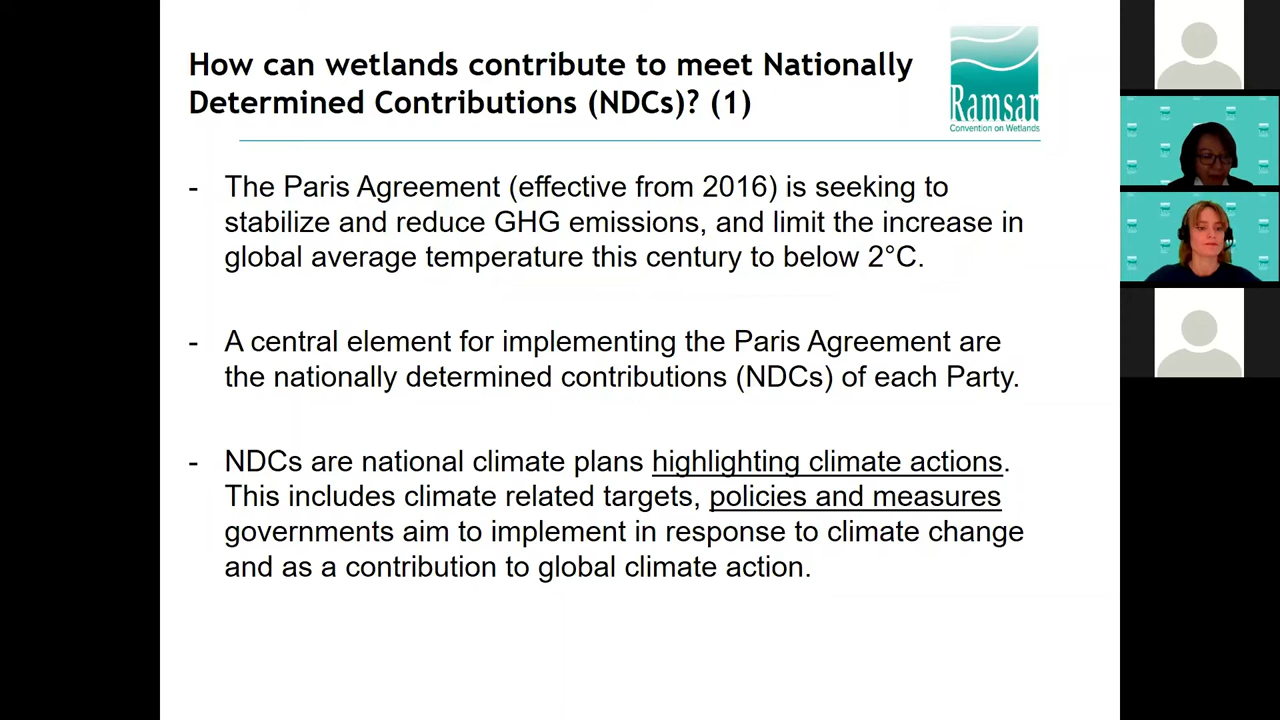 How can wetlands contribute to meet Nationally
Determined Contributions (NDCs)? (1)
Ramsar
Convention on Wetlands
- The Paris Agreement (effective from 2016) is seeking to
stabilize and reduce GHG emissions, and limit the increase in
global average temperature this century to below 2°C.
- A central element for implementing the Paris Agreement are
the nationally determined contributions (NDCs) of each Party.
- NDCs are national climate plans highlighting climate actions.
This includes climate related targets, policies and measures
governments aim to implement in response to climate change
and as a contribution to global climate action.